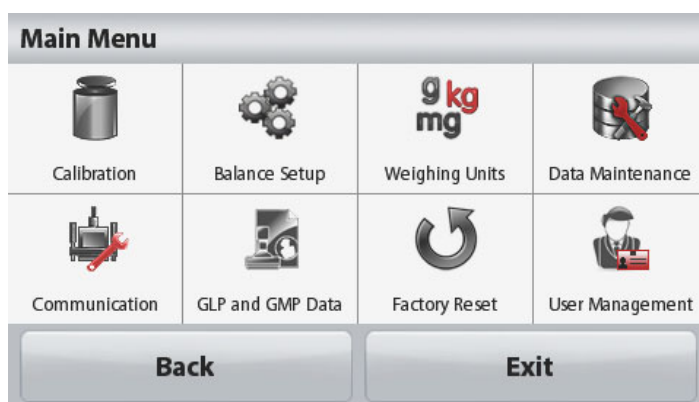 Main Menu
g kg
mg
Calibration
Balance Setup
Weighing Units
Data Maintenance
Communication
GLP and GMP Data
Factory Reset
User Management
Back
Exit